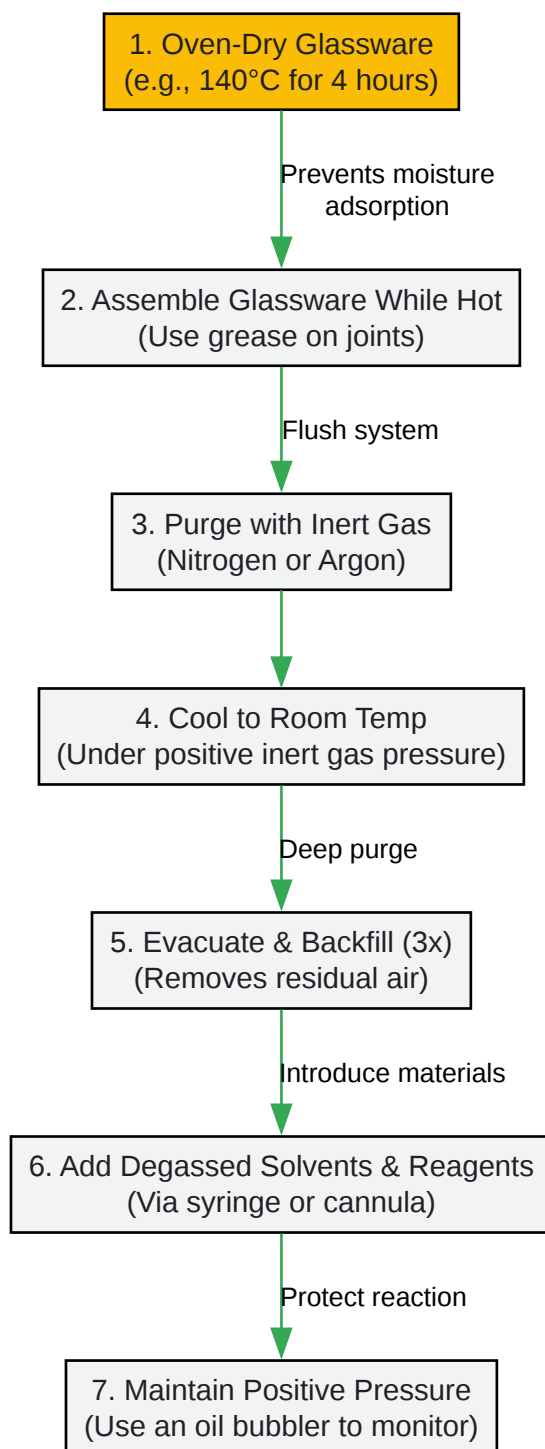 1. Oven-Dry Glassware
(e.g., 140°C for 4 hours)
Prevents moisture
adsorption
2. Assemble Glassware While Hot
(Use grease on joints)
Flush system
3. Purge with Inert Gas
(Nitrogen or Argon)
4. Cool to Room Temp
(Under positive inert gas pressure)
Deep purge
5. Evacuate & Backfill (3x)
(Removes residual air)
Introduce materials
6. Add Degassed Solvents & Reagents
(Via syringe or cannula)
Protect reaction
7. Maintain Positive Pressure
(Use an oil bubbler to monitor)